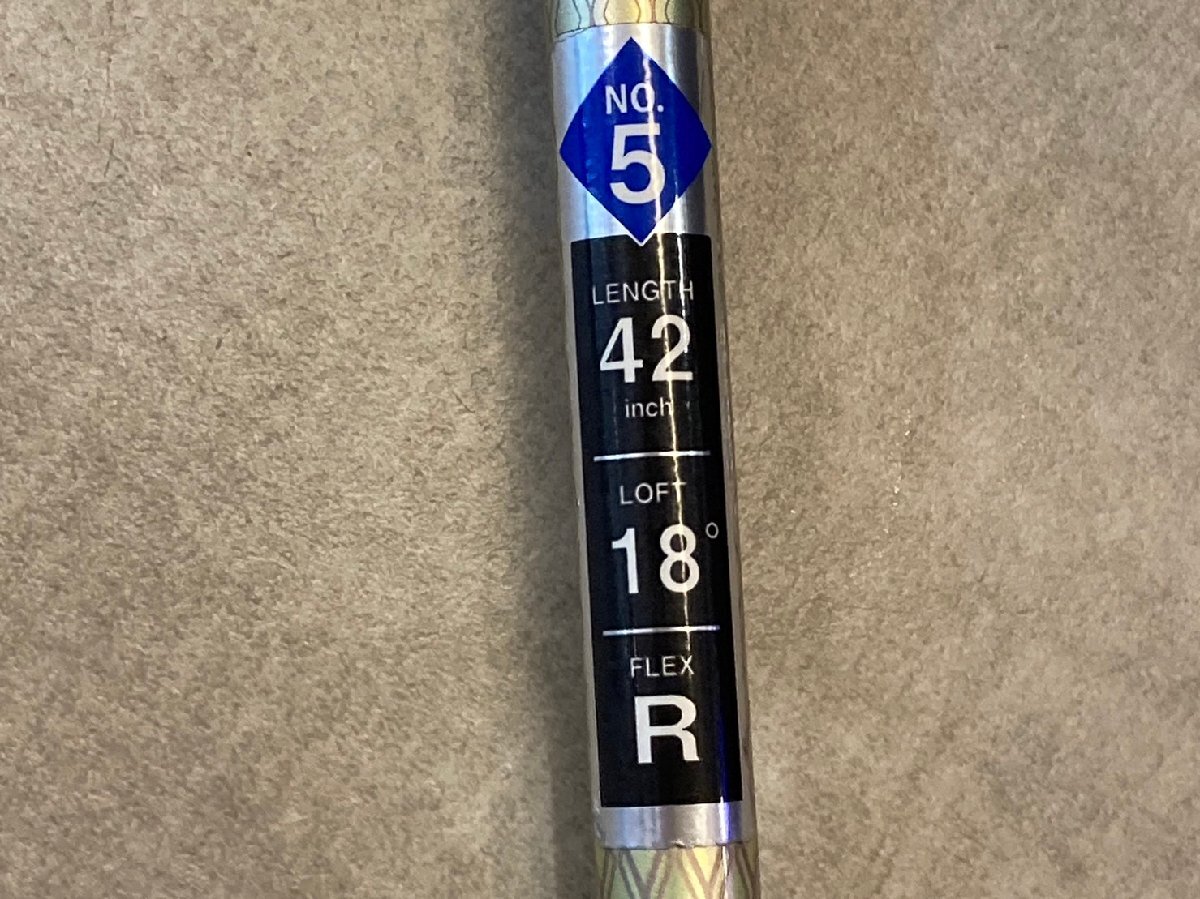 NO.
5
LENGTH
42
inch
LOFT
18°
FLEX
R